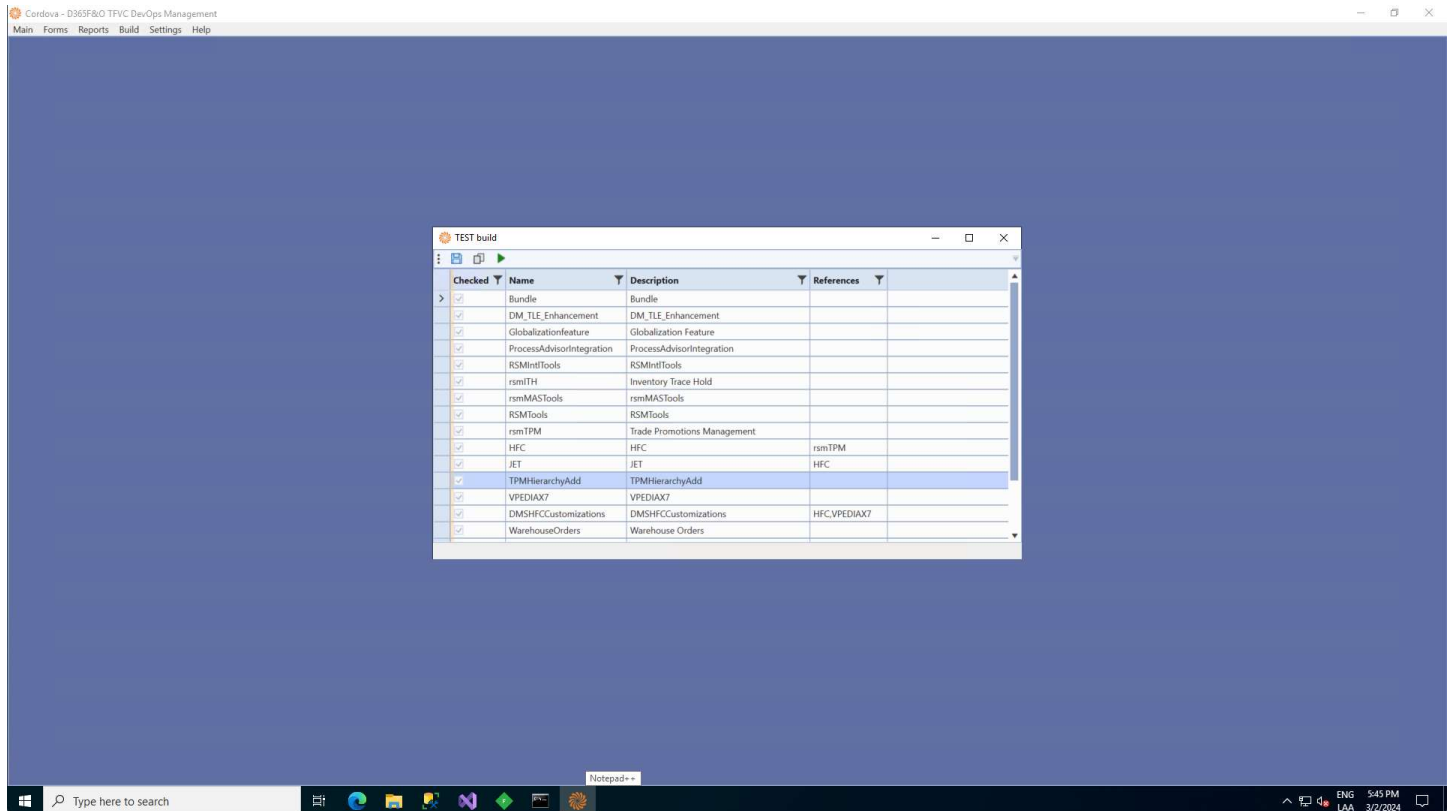 Cordova - D365F&O TFVC DevOps Management
Main Forms Reports Build Settings Help
TEST build
Checked Name Description References
Bundle Bundle
DM_TLE_Enhancement DM_TLE_Enhancement
Globalizationfeature Globalization Feature
ProcessAdvisorIntegration ProcessAdvisorIntegration
RSMIntlTools RSMIntlTools
rsmITH Inventory Trace Hold
rsmMASTools rsmMASTools
RSMTools RSMTools
rsmTPM Trade Promotions Management
HFC HFC rsmTPM
JET JET HFC
TPMHierarchyAdd TPMHierarchyAdd
VPEDIAX7 VPEDIAX7
DMSHFCCustomizations DMSHFCCustomizations HFC,VPEDIAX7
WarehouseOrders Warehouse Orders
Notepad++
Type here to search
ENG 5:45 PM
LAA 3/2/2024